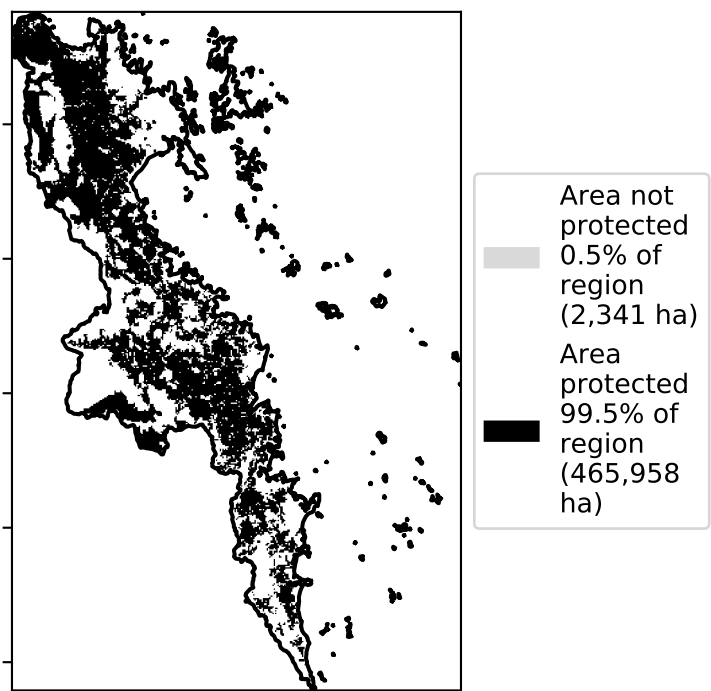 Area not
protected
0.5% of
region
(2,341 ha)
Area
protected
99.5% of
region
(465,958
ha)